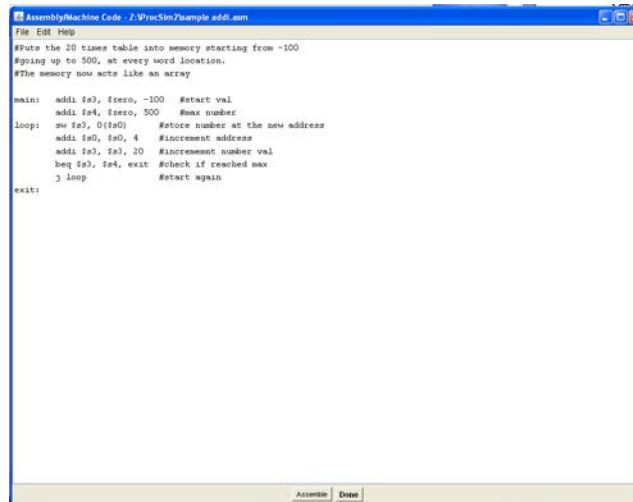 Assembly/Machine Code - Z:\ProcSim2\sample addi.asm
File Edit Help
#Puts the 20 times table into memory starting from -100
#going up to 500, at every word location.
#The memory now acts like an array
main: addi $s3, $zero, -100 #start val
addi $s4, $zero, 500 #max number
loop: sw $s3, 0($s0) #store number at the new address
addi $s0, $s0, 4 #increment address
addi $s3, $s3, 20 #incrememnt number val
beq $s3, $s4, exit #check if reached max
j loop #start again
exit:
Assemble Done